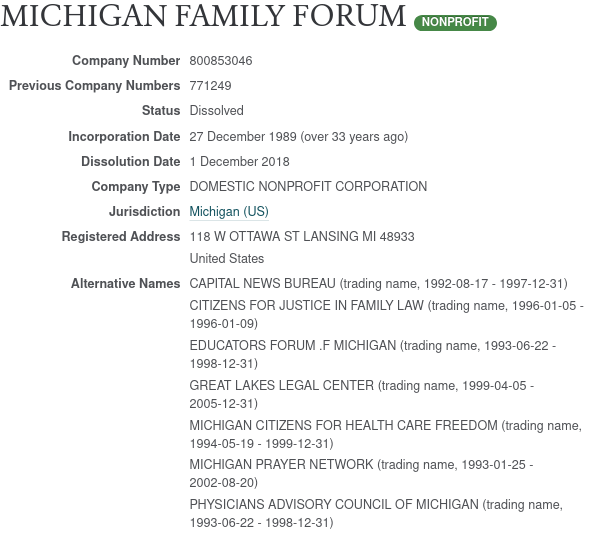 MICHIGAN FAMILY FORUM NONPROFIT
Company Number 800853046
Previous Company Numbers 771249
Status Dissolved
Incorporation Date 27 December 1989 (over 33 years ago)
Dissolution Date 1 December 2018
Company Type DOMESTIC NONPROFIT CORPORATION
Jurisdiction Michigan (US)
Registered Address 118 W OTTAWA ST LANSING MI 48933
United States
Alternative Names CAPITAL NEWS BUREAU (trading name, 1992-08-17 - 1997-12-31)
CITIZENS FOR JUSTICE IN FAMILY LAW (trading name, 1996-01-05 -
1996-01-09)
EDUCATORS FORUM .F MICHIGAN (trading name, 1993-06-22 -
1998-12-31)
GREAT LAKES LEGAL CENTER (trading name, 1999-04-05 -
2005-12-31)
MICHIGAN CITIZENS FOR HEALTH CARE FREEDOM (trading name,
1994-05-19 - 1999-12-31)
MICHIGAN PRAYER NETWORK (trading name, 1993-01-25 -
2002-08-20)
PHYSICIANS ADVISORY COUNCIL OF MICHIGAN (trading name,
1993-06-22 - 1998-12-31)